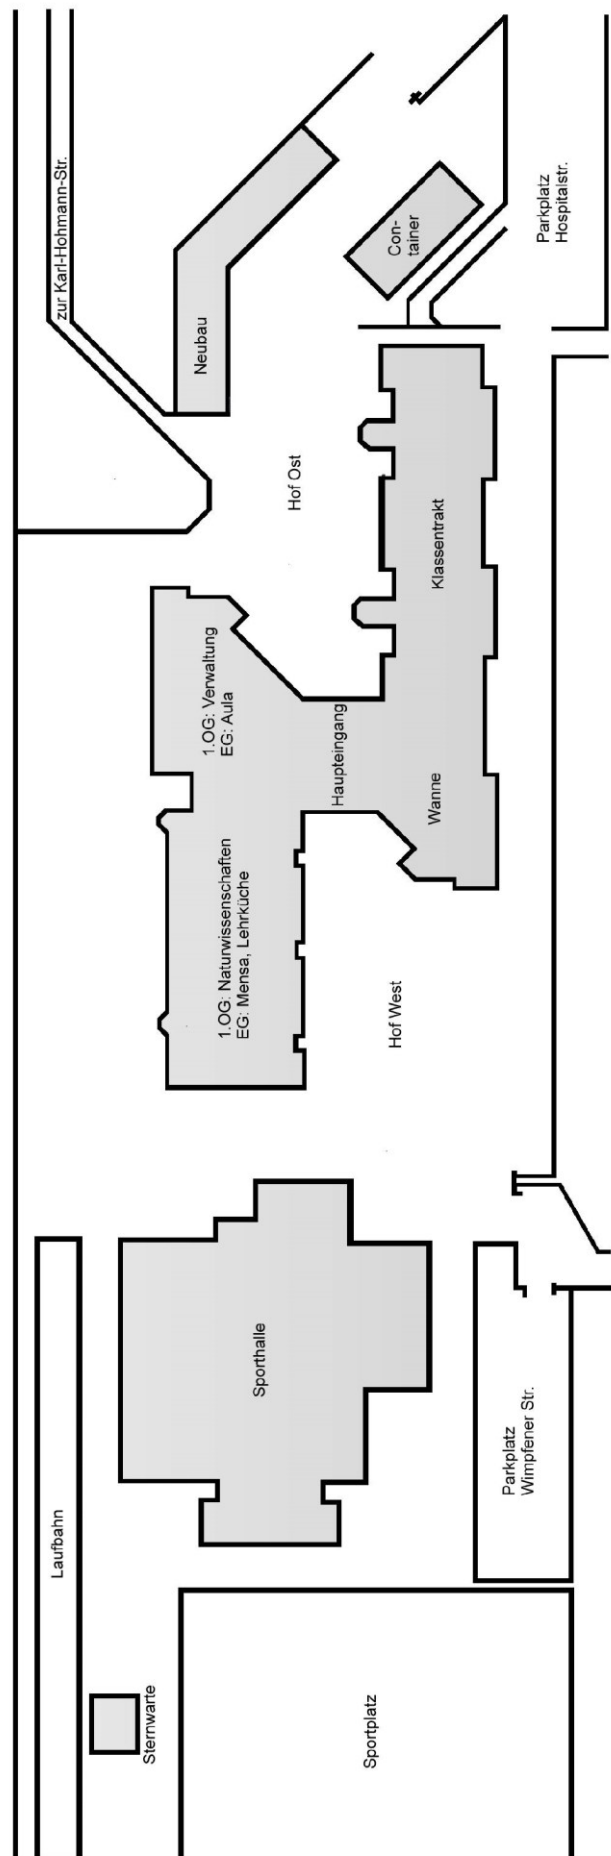 zur Karl-Hohmann-Str.
Neubau
Con-
tainer
Parkplatz
Hospitalstr.
Hof Ost
Klassentrakt
1.OG: Verwaltung
EG: Aula
Haupteingang
Wanne
1.OG: Naturwissenschaften
EG: Mensa, Lehrküche
Hof West
Sporthalle
Parkplatz
Wimpfener Str.
Laufbahn
Sternwarte
Sportplatz